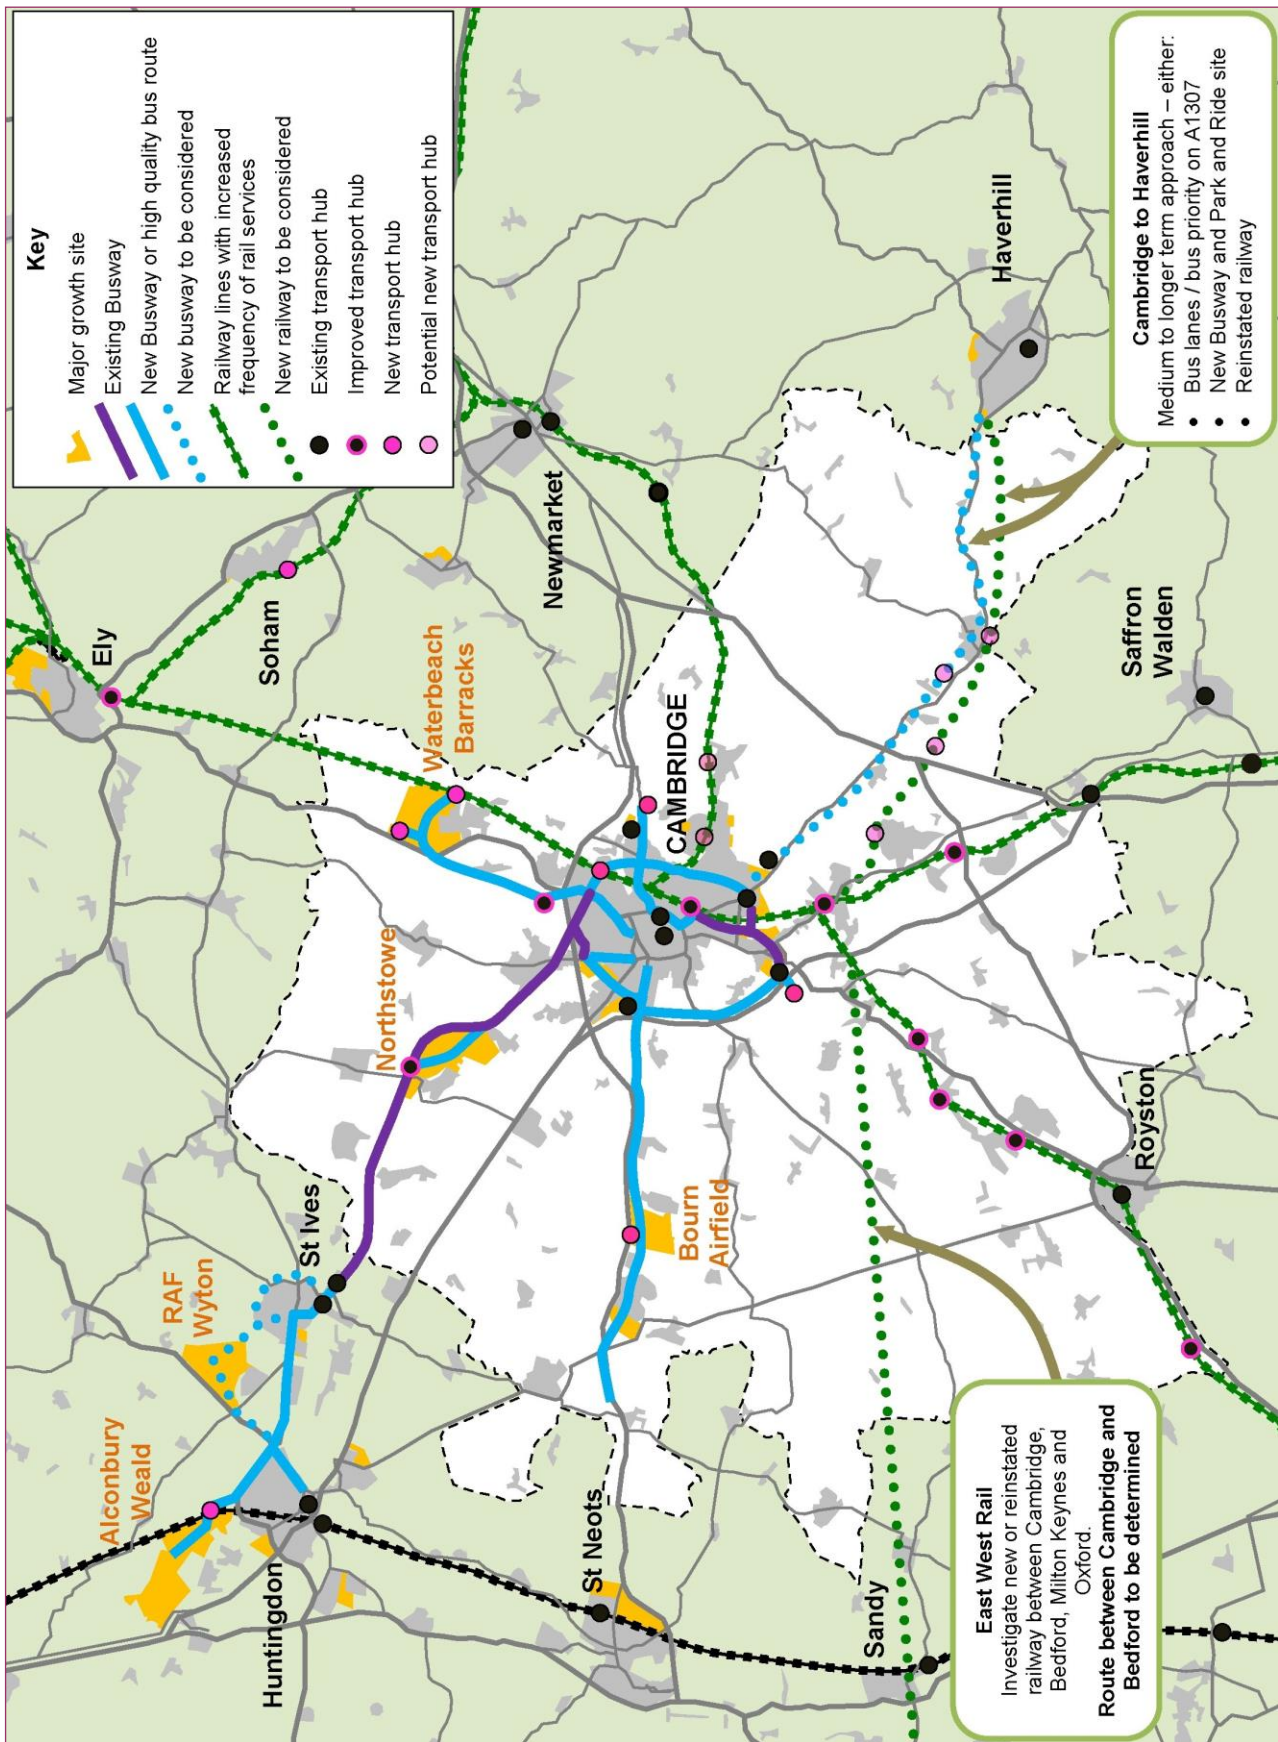 Key
Major growth site
Existing Busway
New Busway or high quality bus route
New busway to be considered
Railway lines with increased
frequency of rail services
New railway to be considered
Existing transport hub
Improved transport hub
New transport hub
Potential new transport hub
Alconbury
Weald
RAF
Wyton
Huntingdon
St Ives
Northstowe
Waterbeach
Barracks
Ely
Soham
Newmarket
St Neots
Bourn
Airfield
CAMBRIDGE
Sandy
Royston
Saffron
Walden
Haverhill
East West Rail
Investigate new or reinstated
railway between Cambridge,
Bedford, Milton Keynes and
Oxford.
Route between Cambridge and
Bedford to be determined
Cambridge to Haverhill
Medium to longer term approach – either:
• Bus lanes / bus priority on A1307
• New Busway and Park and Ride site
• Reinstated railway